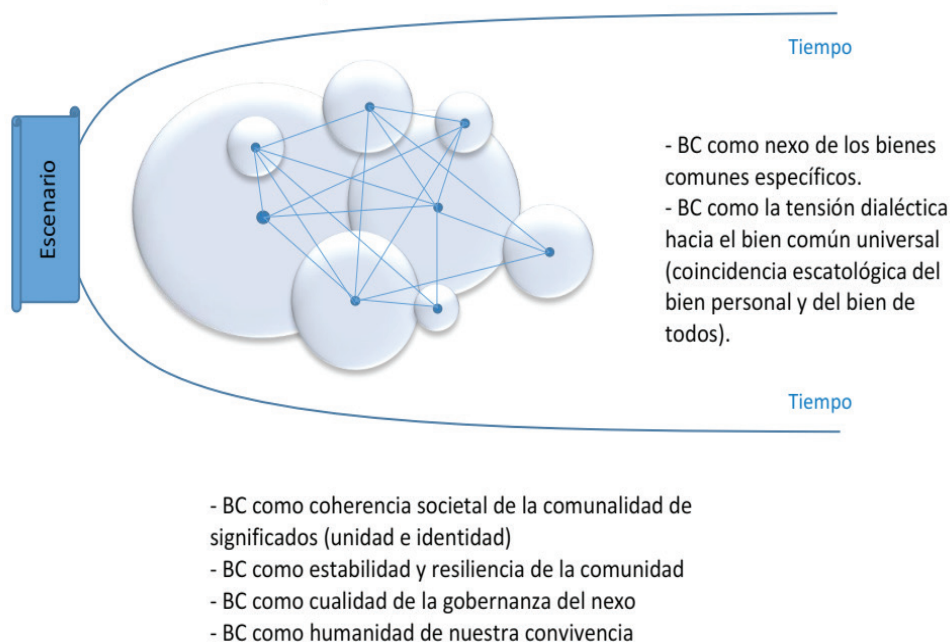 Tiempo
Escenario
- BC como nexo de los bienes
comunes específicos.
- BC como la tensión dialéctica
hacia el bien común universal
(coincidencia escatológica del
bien personal y del bien de
todos).
Tiempo
- BC como coherencia societal de la comunalidad de
significados (unidad e identidad)
- BC como estabilidad y resiliencia de la comunidad
- BC como cualidad de la gobernanza del nexo
- BC como humanidad de nuestra convivencia